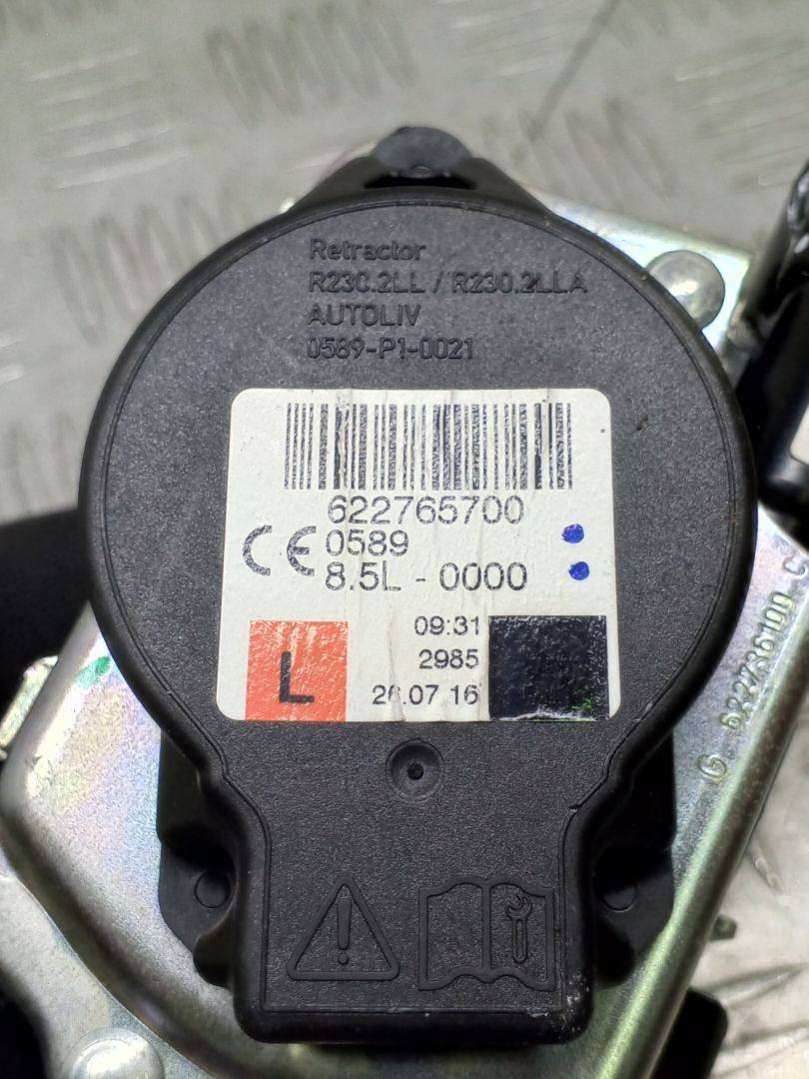 Retractor
R230.2LL / R230.2LLA
AUTOLIV
0589-P1-0021
622765700
CE 0589
8.5L - 0000
09:31
2985
L
26.07 16
G 622736100 C